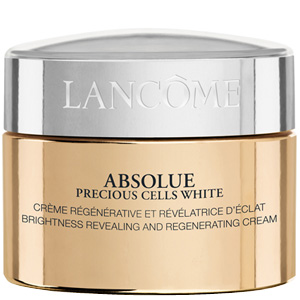 LANCÔME
ABSOLUE
PRECIOUS CELLS WHITE
CRÈME RÉGÉNÉRATIVE ET RÉVÉLATRICE D'ÉCLAT
BRIGHTNESS REVEALING AND REGENERATING CREAM